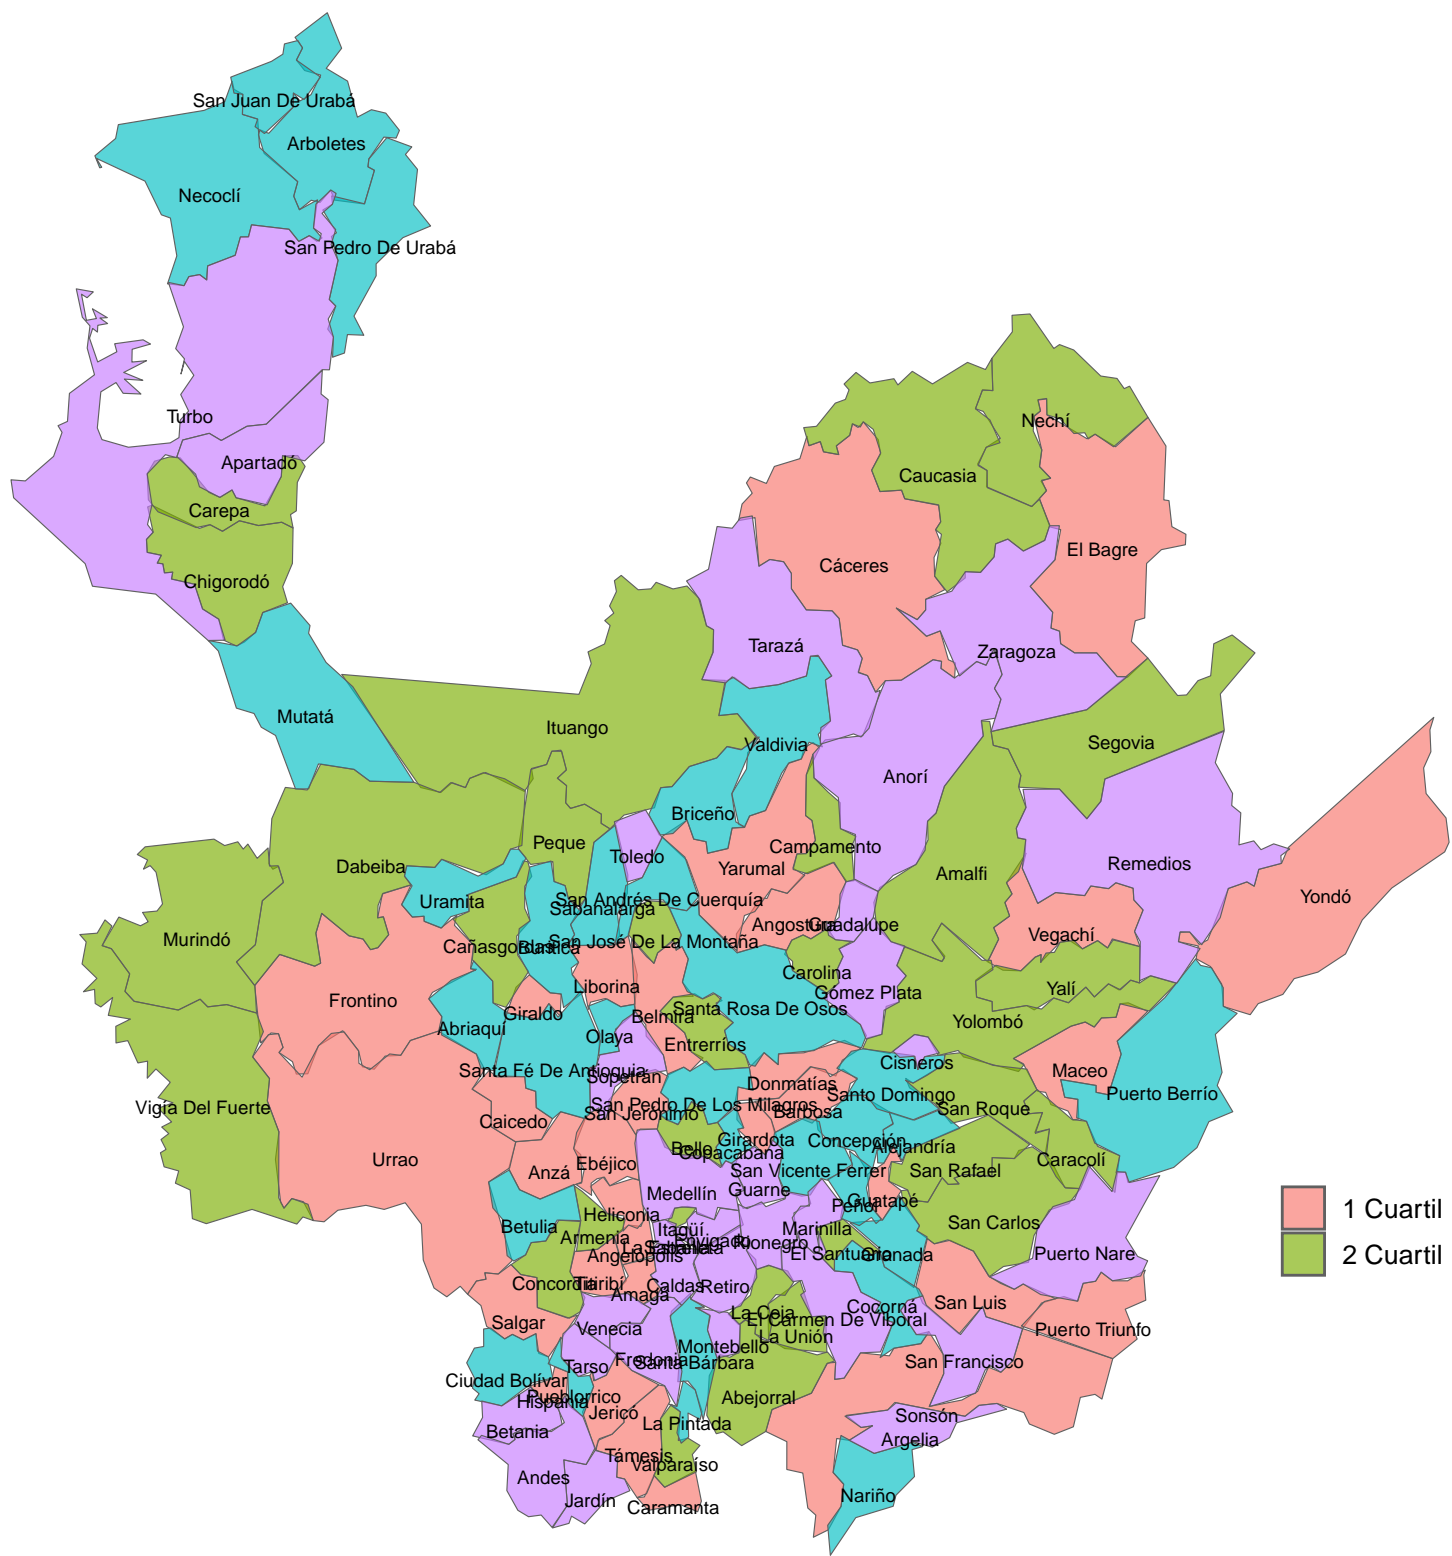 San Juan De Urabá
Arboletes
Necoclí
San Pedro De Urabá
Turbo
Nechí
Apartadó
Caucasia
Carepa
El Bagre
Cáceres
Chigorodó
Tarazá
Zaragoza
Mutatá
Ituango
Valdivia
Segovia
Anorí
Briceño
Peque
Campamento
Toledo
Remedios
Dabeiba
Yarumal
Amalfi
Yondó
Uramita
San Andrés De Cuerquía
Sabanalarga
Angostura
Guadalupe
Vegachí
Murindó
San José De La Montaña
Cañasgordas
Buriticá
Carolina
Liborina
Yalí
Gómez Plata
Frontino
Santa Rosa De Osos
Giraldo
Belmira
Yolombó
Abriaquí
Olaya
Entrerríos
Cisneros
Santa Fé De Antioquia
Maceo
Sopetrán
Donmatías
Puerto Berrío
Santo Domingo
San Pedro De Los Milagros
Vigía Del Fuerte
San Roque
Barbosa
San Jerónimo
Caicedo
Girardota
Concepción
Alejandría
Bello
Copacabana
Urrao
Caracolí
Ebéjico
Anzá
San Vicente Ferrer
San Rafael
Guarne
Medellín
Guatapé
Peñol
1 Cuartil
Heliconia
San Carlos
Betulia
Itagüí
Marinilla
Armenia
Envigado
Rionegro
La Estrella
Sabaneta
Puerto Nare
El Santuario
Granada
2 Cuartil
Angelópolis
Concordia
Titiribí
Caldas
Retiro
Amagá
San Luis
Cocorná
La Ceja
El Carmen De Viboral
Salgar
Venecia
Puerto Triunfo
La Unión
Montebello
Fredonia
Santa Bárbara
San Francisco
Tarso
Ciudad Bolívar
Pueblorrico
Abejorral
Hispania
Jericó
Sonsón
La Pintada
Betania
Argelia
Támesis
Valparaíso
Andes
Nariño
Jardín
Caramanta